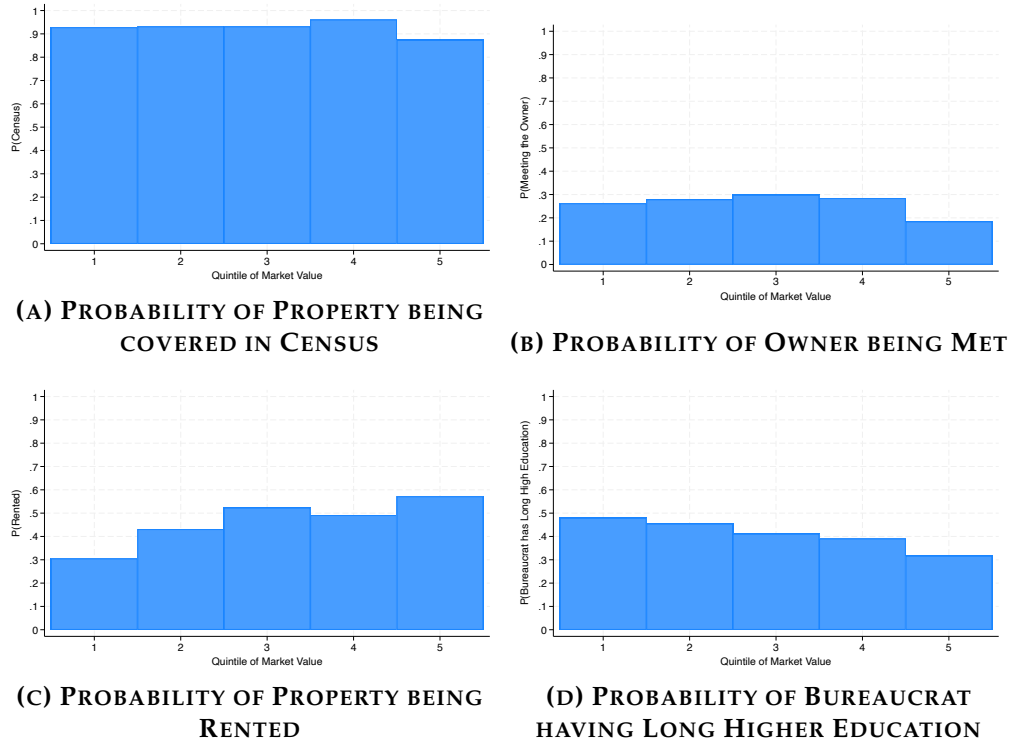 P(Census)
1
.9
.8
.7
.6
.5
.4
.3
.2
.1
0
1 2 3 4 5
Quintile of Market Value
(A) PROBABILITY OF PROPERTY BEING
COVERED IN CENSUS
P(Meeting the Owner)
1
.9
.8
.7
.6
.5
.4
.3
.2
.1
0
1 2 3 4 5
Quintile of Market Value
(B) PROBABILITY OF OWNER BEING MET
P(Rented)
1
.9
.8
.7
.6
.5
.4
.3
.2
.1
0
1 2 3 4 5
Quintile of Market Value
(C) PROBABILITY OF PROPERTY BEING
RENTED
P(Bureaucrat has Long High Education)
1
.9
.8
.7
.6
.5
.4
.3
.2
.1
0
1 2 3 4 5
Quintile of Market Value
(D) PROBABILITY OF BUREAUCRAT
HAVING LONG HIGHER EDUCATION